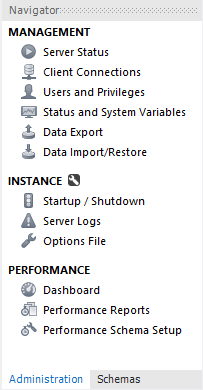 Navigator
MANAGEMENT
Server Status
Client Connections
Users and Privileges
Status and System Variables
Data Export
Data Import/Restore
INSTANCE
Startup / Shutdown
Server Logs
Options File
PERFORMANCE
Dashboard
Performance Reports
Performance Schema Setup
Administration Schemas